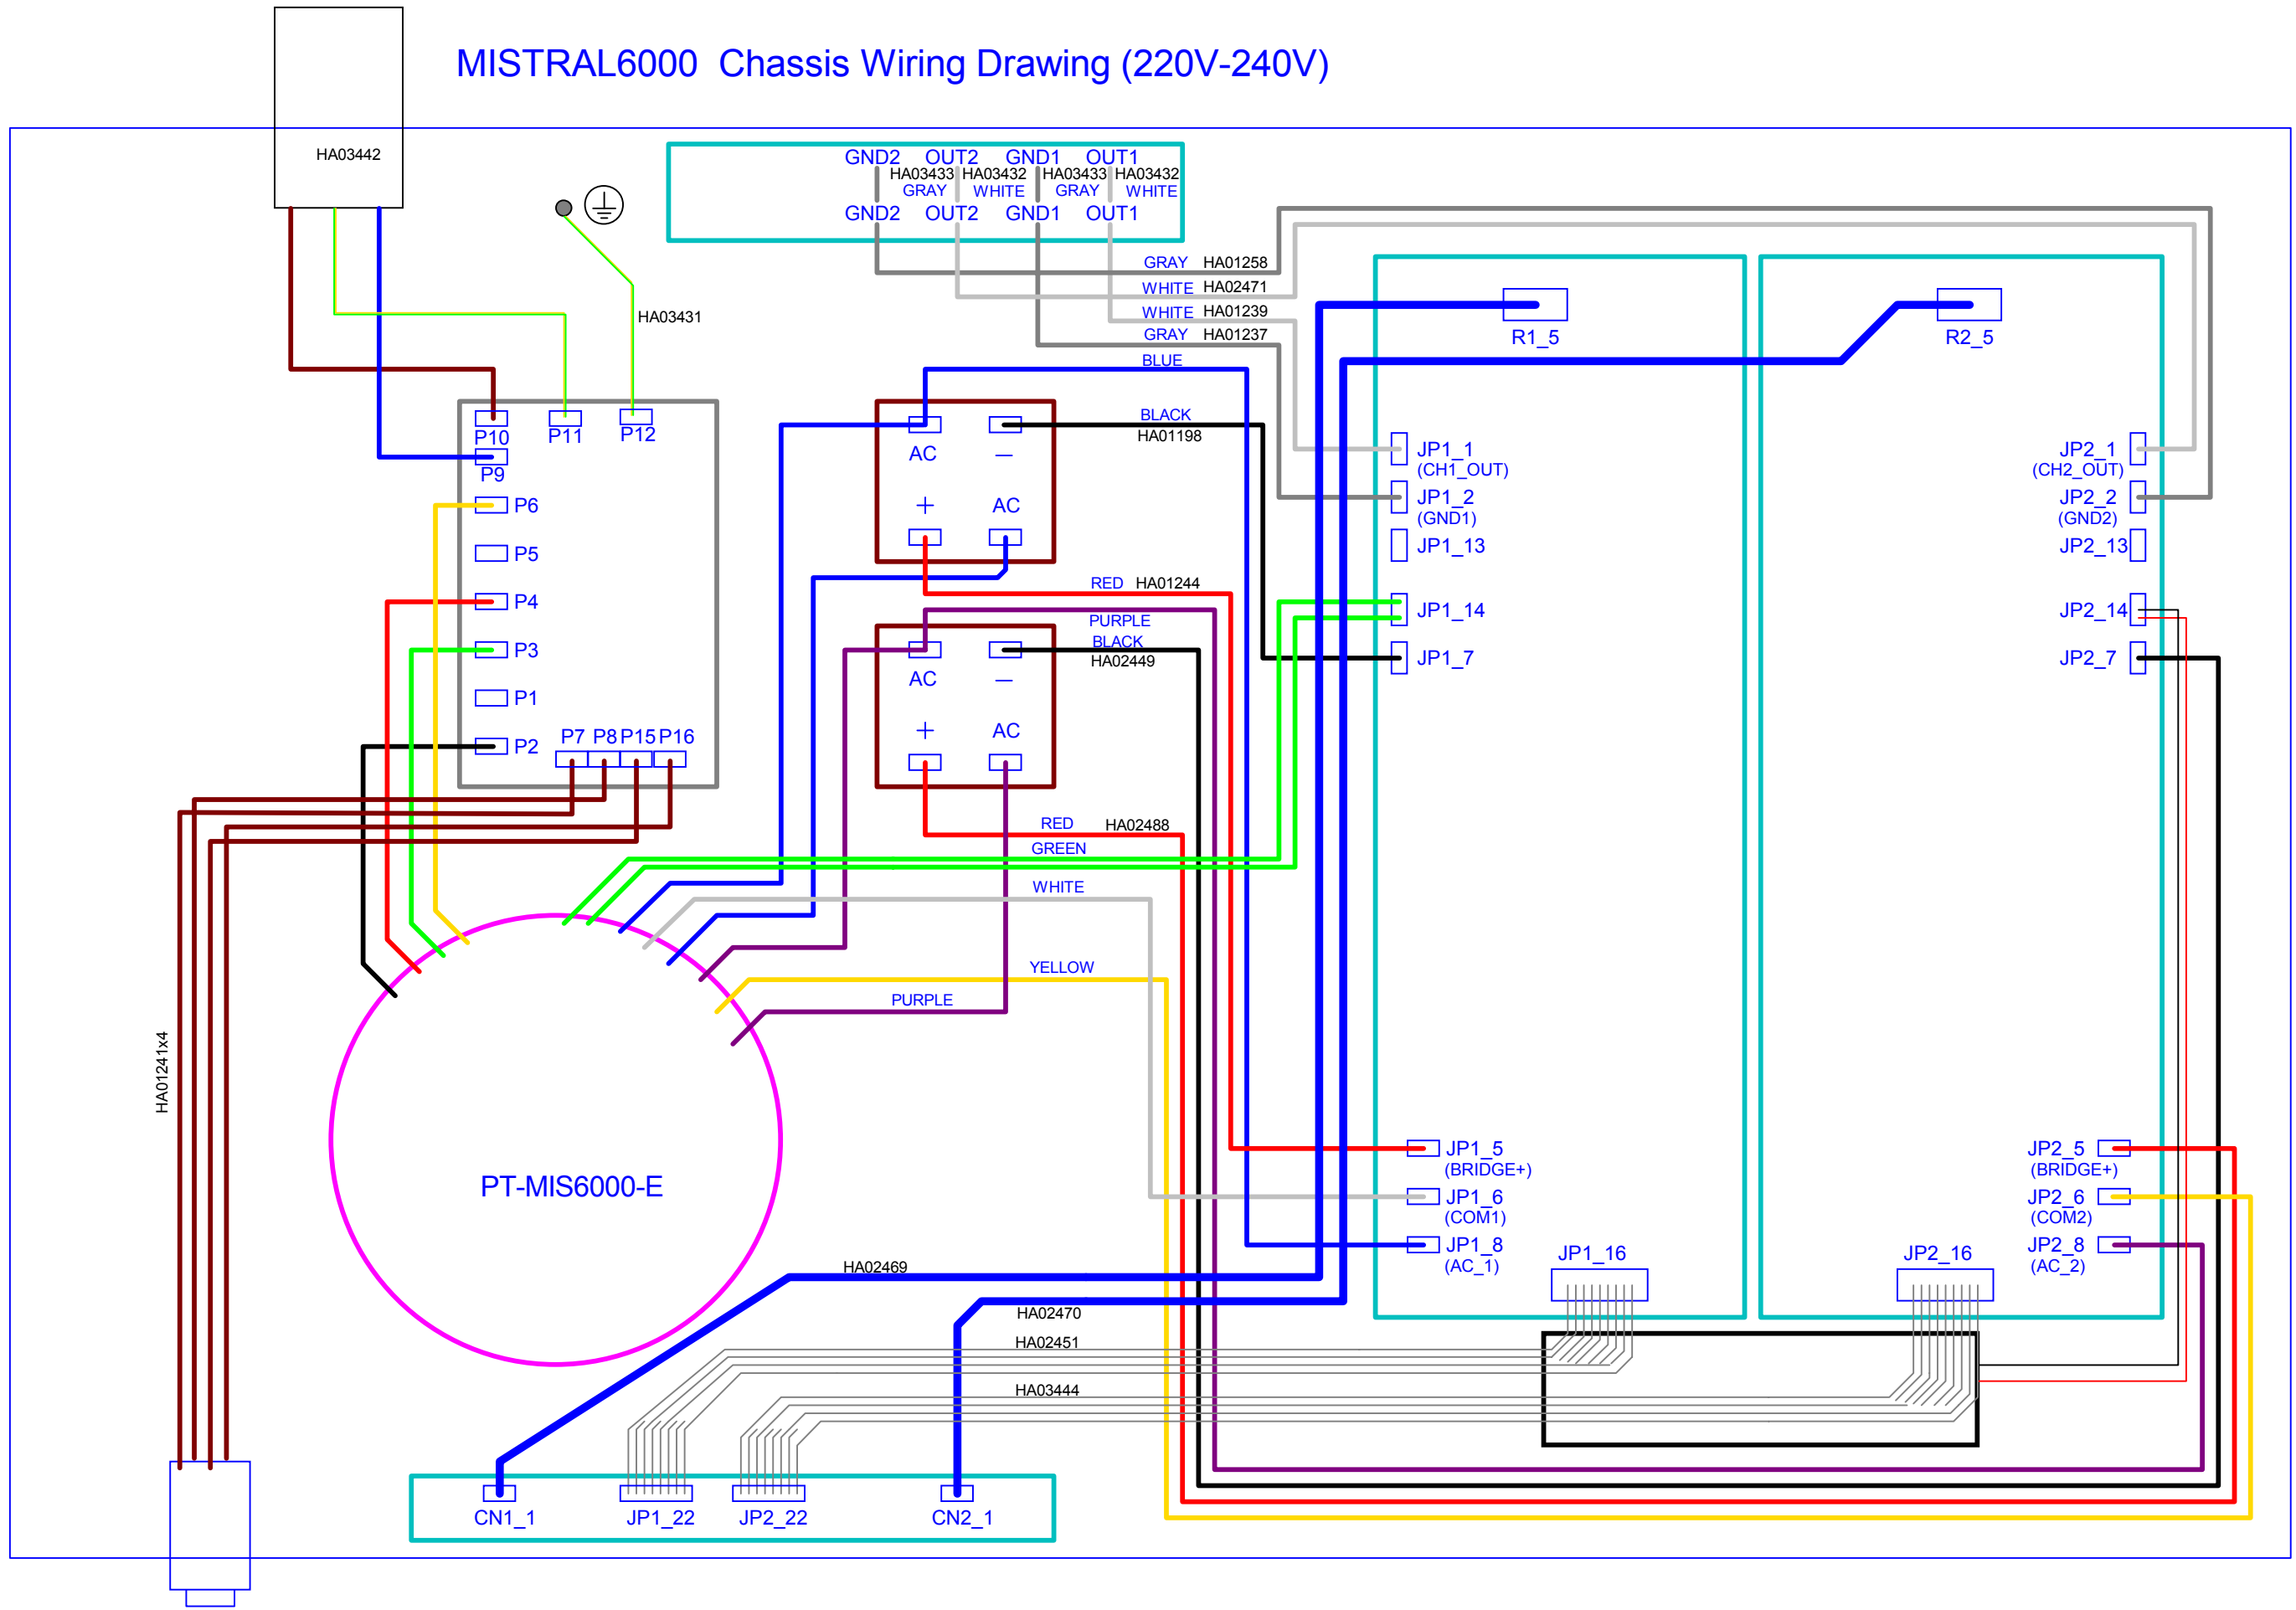 MISTRAL6000 Chassis Wiring Drawing (220V-240V)
HA03442
GND2 OUT2 GND1 OUT1
HA03433 HA03432 HA03433 HA03432
GRAY WHITE GRAY WHITE
GND2 OUT2 GND1 OUT1
HA03431
GRAY HA01258
WHITE HA02471
WHITE HA01239
GRAY HA01237
BLUE
R1_5
R2_5
P10
P11
P12
P9
P6
P5
P4
P3
P1
P2
P7 P8 P15 P16
AC —
+ AC
BLACK
HA01198
RED HA01244
PURPLE
BLACK
HA02449
AC —
+ AC
RED HA02488
GREEN
WHITE
YELLOW
PURPLE
JP1_1
(CH1_OUT)
JP1_2
(GND1)
JP1_13
JP1_14
JP1_7
JP2_1
(CH2_OUT)
JP2_2
(GND2)
JP2_13
JP2_14
JP2_7
HA01241x4
PT-MIS6000-E
JP1_5
(BRIDGE+)
JP1_6
(COM1)
JP1_8
(AC_1)
JP1_16
JP2_16
JP2_5
(BRIDGE+)
JP2_6
(COM2)
JP2_8
(AC_2)
HA02469
HA02470
HA02451
HA03444
CN1_1
JP1_22
JP2_22
CN2_1